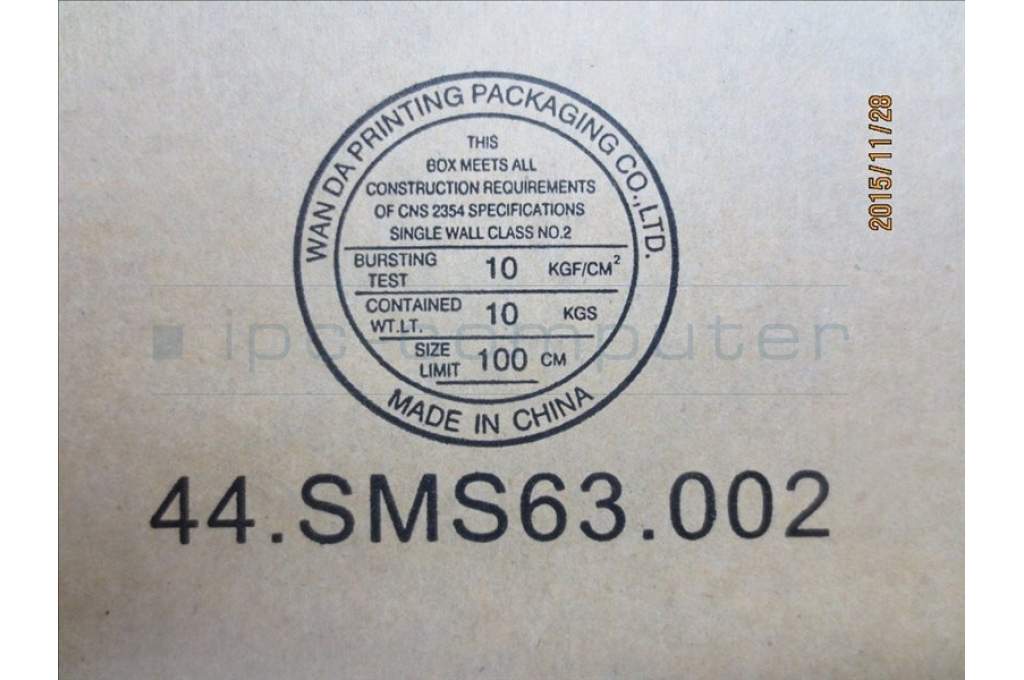 WAN DA PRINTING PACKAGING CO.,LTD.
THIS
BOX MEETS ALL
CONSTRUCTION REQUIREMENTS
OF CNS 2354 SPECIFICATIONS
SINGLE WALL CLASS NO.2
BURSTING TEST 10 KGF/CM²
CONTAINED WT.LT. 10 KGS
SIZE LIMIT 100 CM
MADE IN CHINA
44.SMS63.002
2015/11/28
ipc-computer